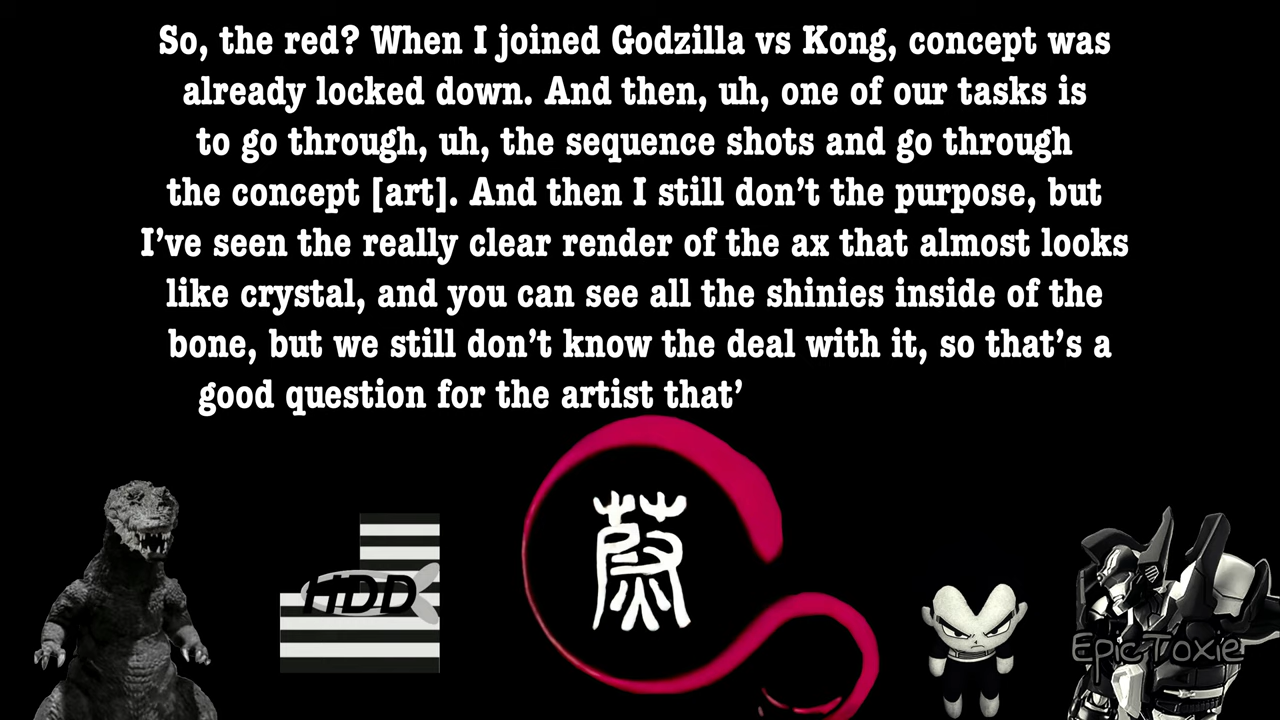 So, the red? When I joined Godzilla vs Kong, concept was
already locked down. And then, uh, one of our tasks is
to go through, uh, the sequence shots and go through
the concept [art]. And then I still don’t the purpose, but
I’ve seen the really clear render of the ax that almost looks
like crystal, and you can see all the shinies inside of the
bone, but we still don’t know the deal with it, so that’s a
good question for the artist that’
HDD
蔚
EpicToxie